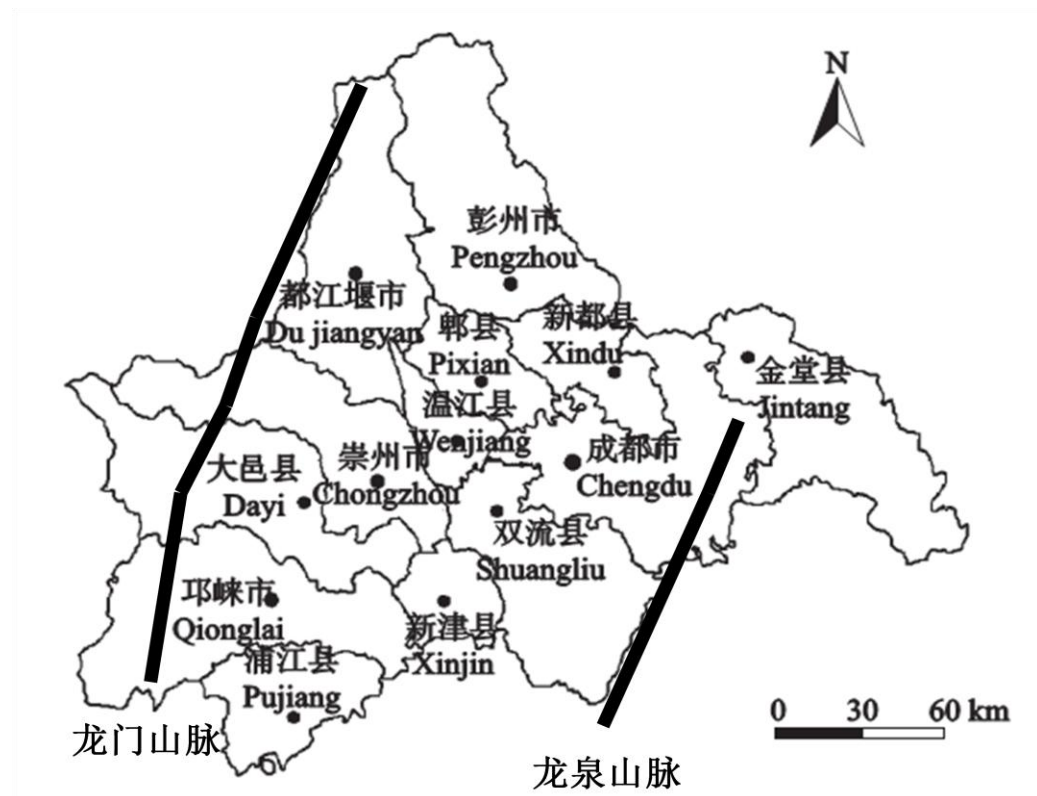 N
彭州市
Pengzhou
都江堰市
Du jiangyan
郫县
Pixian
新都县
Xindu
金堂县
Jintang
温江县
Wenjiang
大邑县
Dayi
崇州市
Chongzhou
成都市
Chengdu
双流县
Shuangliu
邛崃市
Qionglai
新津县
Xinjin
浦江县
Pujiang
龙门山脉
龙泉山脉
0 30 60 km